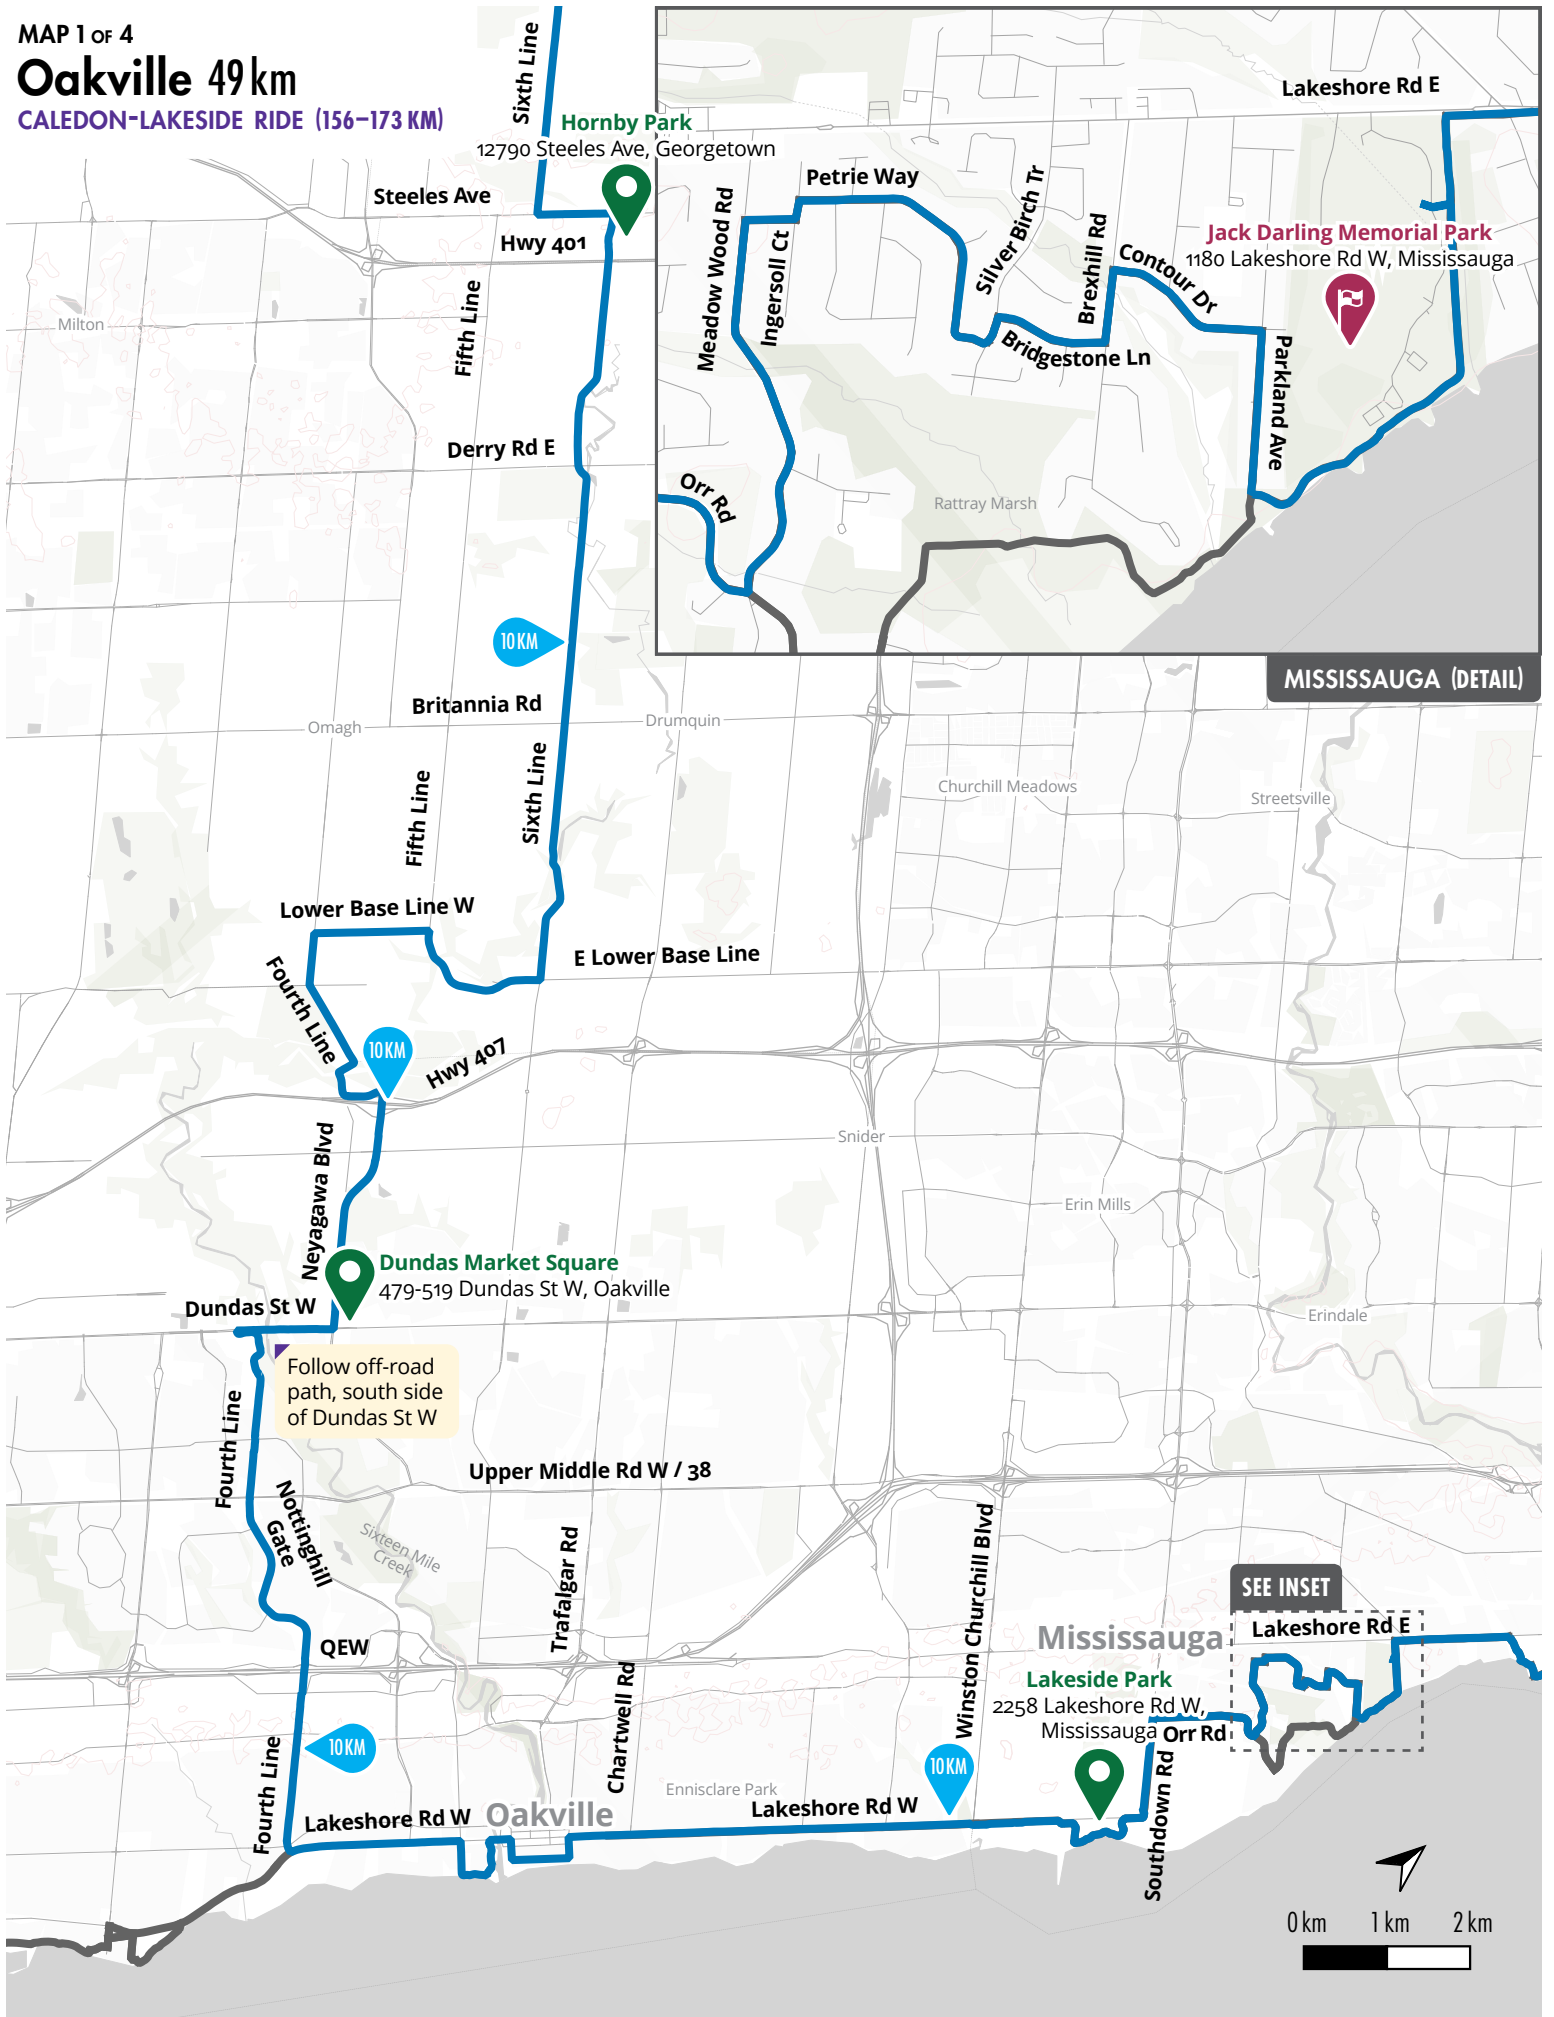 MAP 1 OF 4
Oakville 49 km
CALEDON-LAKESIDE RIDE (156–173 KM)
Sixth Line
Hornby Park
12790 Steeles Ave, Georgetown
Steeles Ave
Hwy 401
Milton
Fifth Line
Derry Rd E
Lakeshore Rd E
Petrie Way
Meadow Wood Rd
Ingersoll Ct
Silver Birch Tr
Brexhill Rd
Contour Dr
Bridgestone Ln
Jack Darling Memorial Park
1180 Lakeshore Rd W, Mississauga
Parkland Ave
Orr Rd
Rattray Marsh
MISSISSAUGA (DETAIL)
10 KM
Britannia Rd
Omagh
Drumquin
Fifth Line
Sixth Line
Churchill Meadows
Streetsville
Lower Base Line W
E Lower Base Line
Fourth Line
10 KM
Hwy 407
Snider
Neyagawa Blvd
Erin Mills
Dundas Market Square
479-519 Dundas St W, Oakville
Dundas St W
Erindale
Follow off-road
path, south side
of Dundas St W
Fourth Line
Upper Middle Rd W / 38
Nottinghill
Gate
Sixteen Mile
Creek
Trafalgar Rd
Winston Churchill Blvd
SEE INSET
Lakeshore Rd E
QEW
Mississauga
Lakeside Park
2258 Lakeshore Rd W,
Mississauga
Orr Rd
Chartwell Rd
Fourth Line
10 KM
10 KM
Ennisclare Park
Lakeshore Rd W
Oakville
Lakeshore Rd W
Southdown Rd
0 km
1 km
2 km